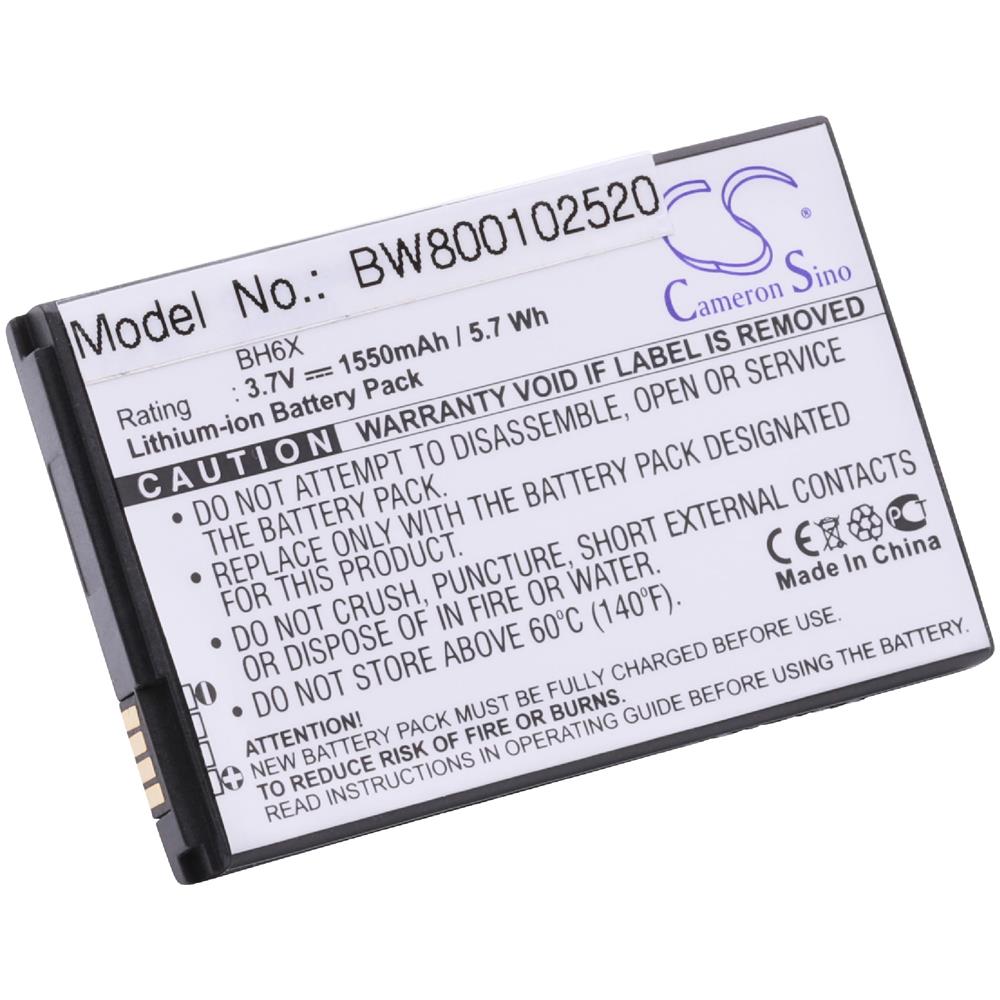 Model No.: BW800102520
CS
®
Cameron Sino
BH6X
Rating : 3.7V 1550mAh / 5.7 Wh
Lithium-ion Battery Pack
CAUTION WARRANTY VOID IF LABEL IS REMOVED
• DO NOT ATTEMPT TO DISASSEMBLE, OPEN OR SERVICE
THE BATTERY PACK.
• REPLACE ONLY WITH THE BATTERY PACK DESIGNATED
FOR THIS EQUIPMENT.
• DO NOT CRUSH, PUNCTURE, SHORT EXTERNAL CONTACTS
OR DISPOSE OF IN FIRE OR WATER.
• DO NOT STORE ABOVE 60°C (140°F).
CE PCT
Made In China
ATTENTION:
NEW BATTERY PACK MUST BE FULLY CHARGED BEFORE USE
TO REDUCE RISK OF FIRE OR BURNS.
READ INSTRUCTIONS IN OPERATING GUIDE BEFORE USING THE BATTERY.